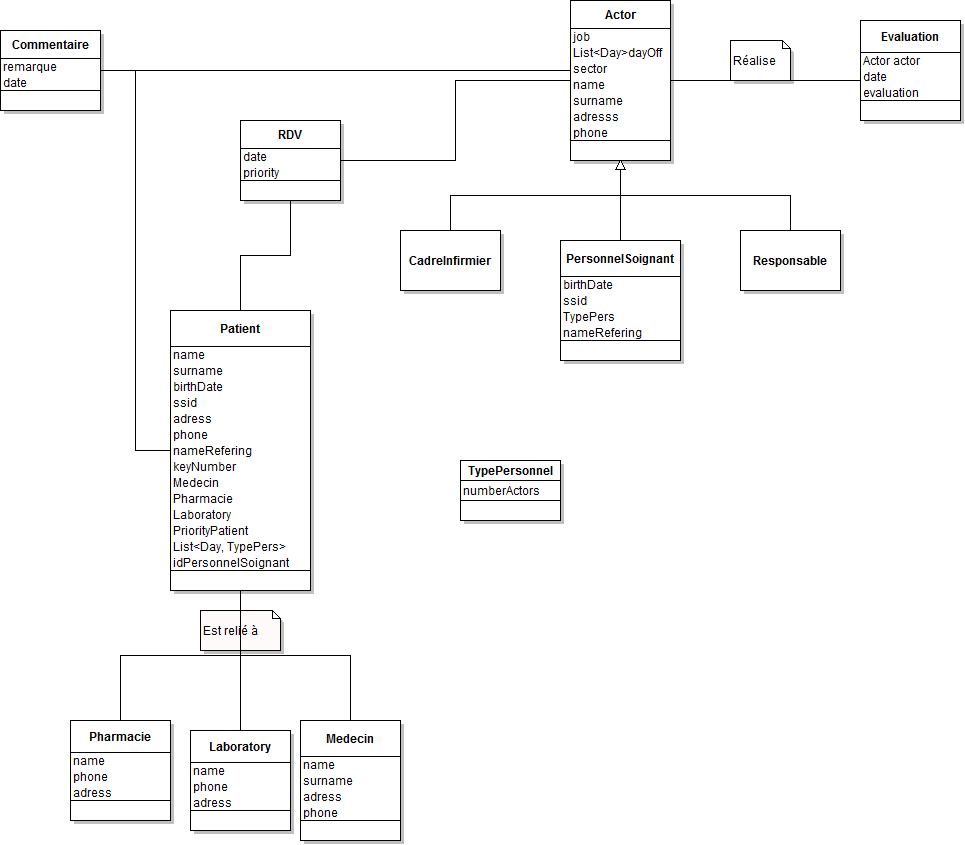 Actor
job
List<Day>dayOff
sector
name
surname
adresss
phone
Commentaire
remarque
date
Réalise
Evaluation
Actor actor
date
evaluation
RDV
date
priority
CadreInfirmier
PersonnelSoignant
birthDate
ssid
TypePers
nameRefering
Responsable
Patient
name
surname
birthDate
ssid
adress
phone
nameRefering
keyNumber
Medecin
Pharmacie
Laboratory
PriorityPatient
List<Day, TypePers>
idPersonnelSoignant
TypePersonnel
numberActors
Est relié à
Pharmacie
name
phone
adress
Laboratory
name
phone
adress
Medecin
name
surname
adress
phone